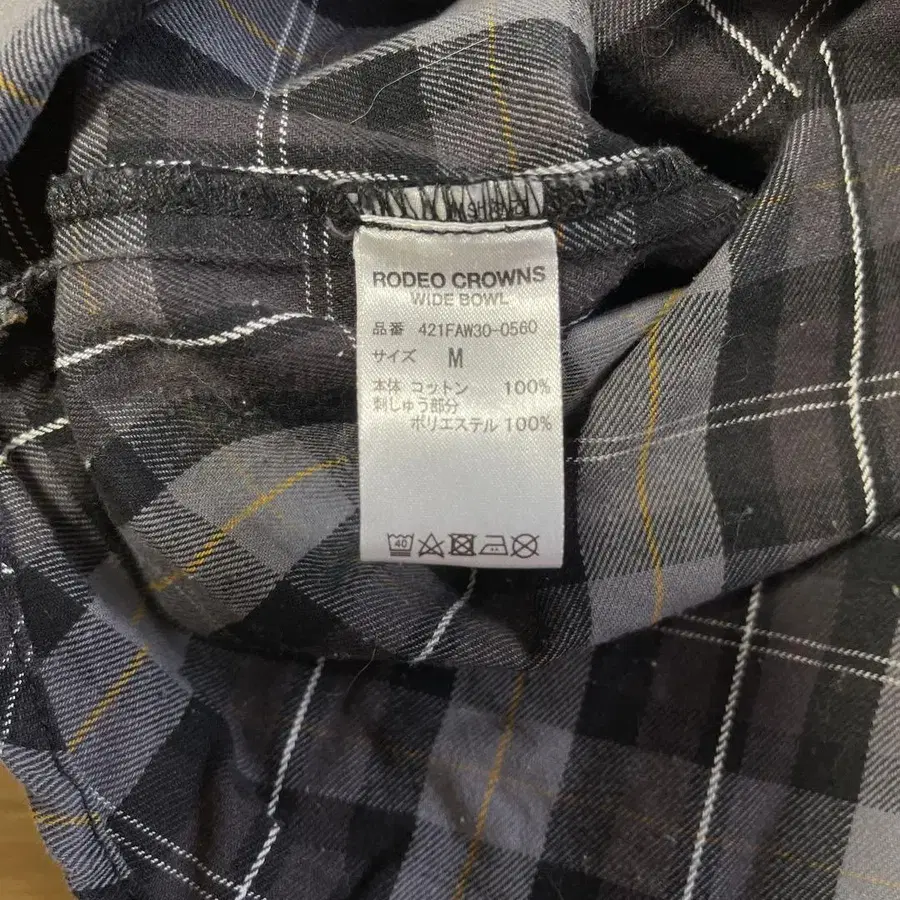 RODEO CROWNS
WIDE BOWL
品番 421FAW30-0560
サイズ M
本体 コットン 100%
刺しゅう部分
ポリエステル 100%
40